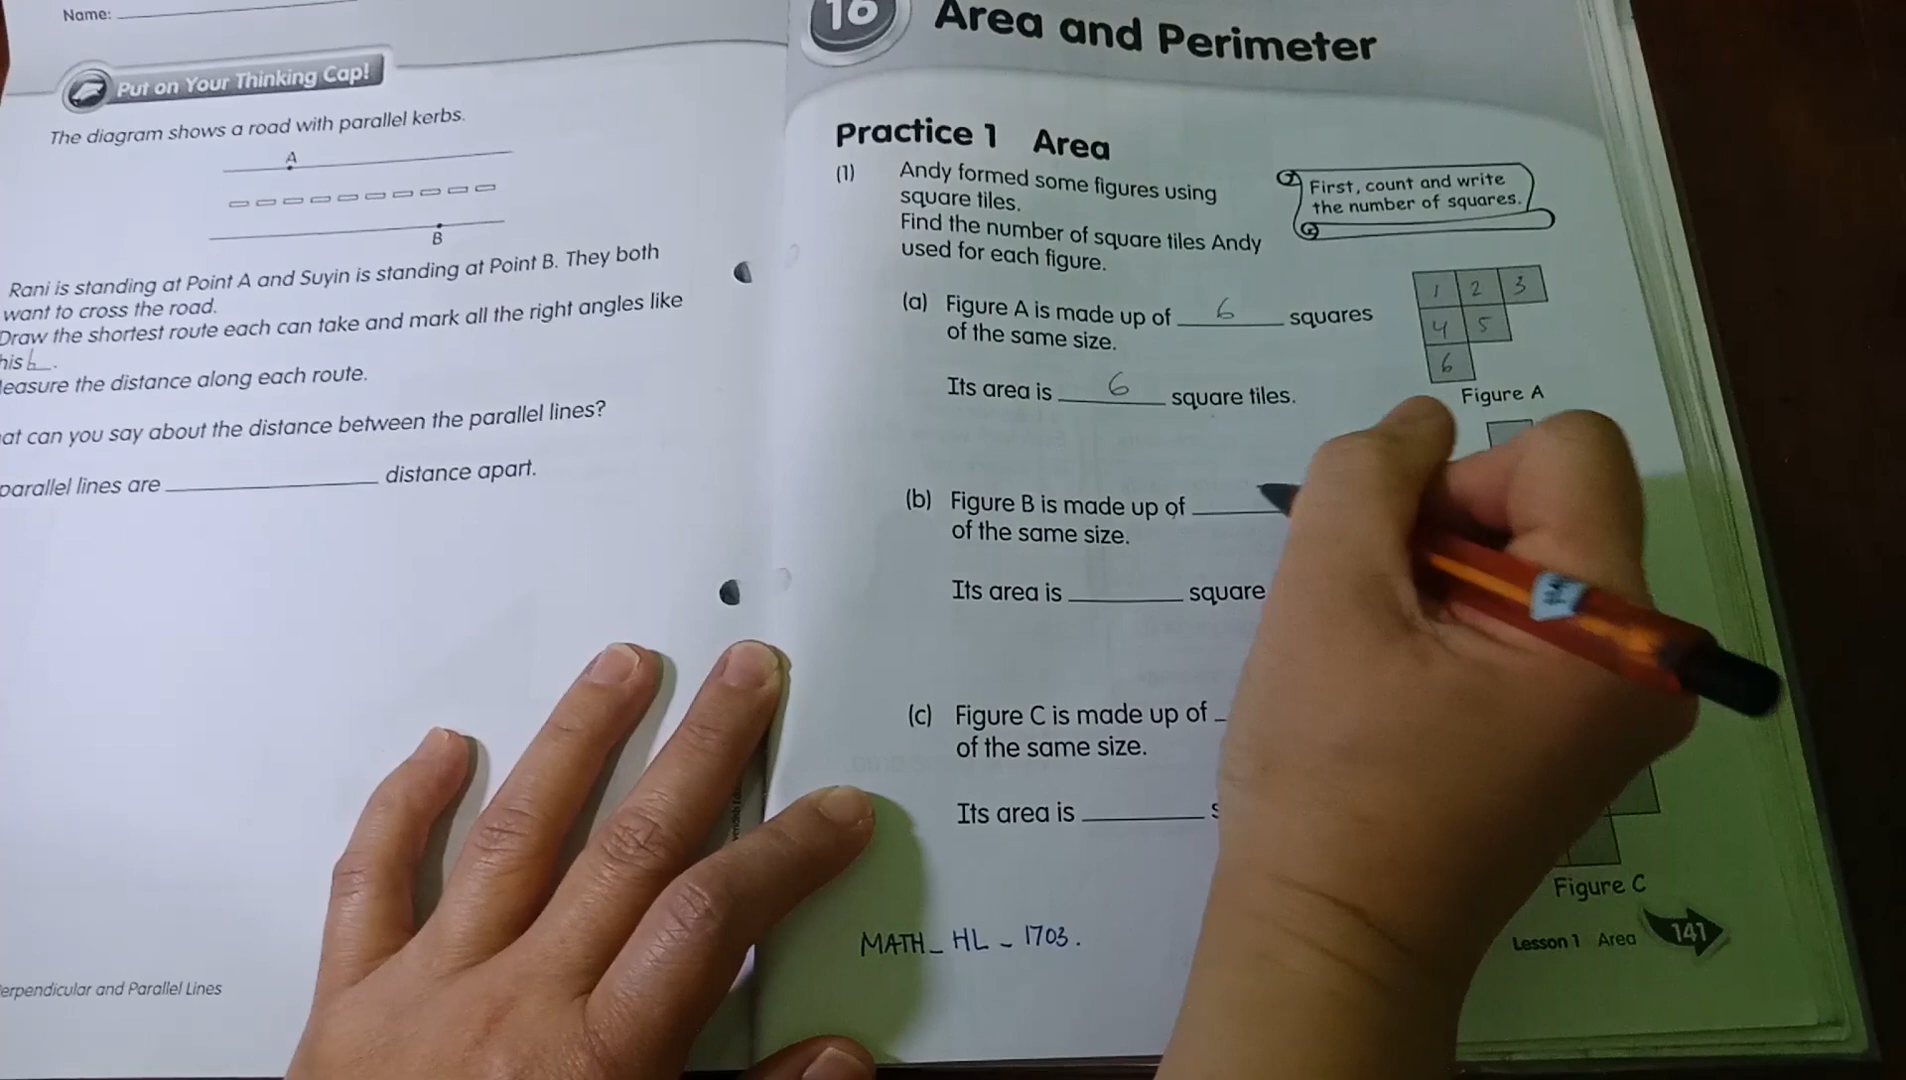 Name:
Put on Your Thinking Cap!
The diagram shows a road with parallel kerbs.
A
B
Rani is standing at Point A and Suyin is standing at Point B. They both
want to cross the road.
Draw the shortest route each can take and mark all the right angles like
this
Measure the distance along each route.
at can you say about the distance between the parallel lines?
parallel lines are ____________ distance apart.
erpendicular and Parallel Lines
16 Area and Perimeter
Practice 1 Area
First, count and write
the number of squares.
(1) Andy formed some figures using
square tiles.
Find the number of square tiles Andy
used for each figure.
(a) Figure A is made up of 6 squares
of the same size.
Its area is 6 square tiles.
1 2 3
4 5
6
Figure A
(b) Figure B is made up of ______
of the same size.
Its area is ______ square
(c) Figure C is made up of _
of the same size.
Its area is ______ s
Figure C
MATH_ HL - 1703.
Lesson 1 Area 141